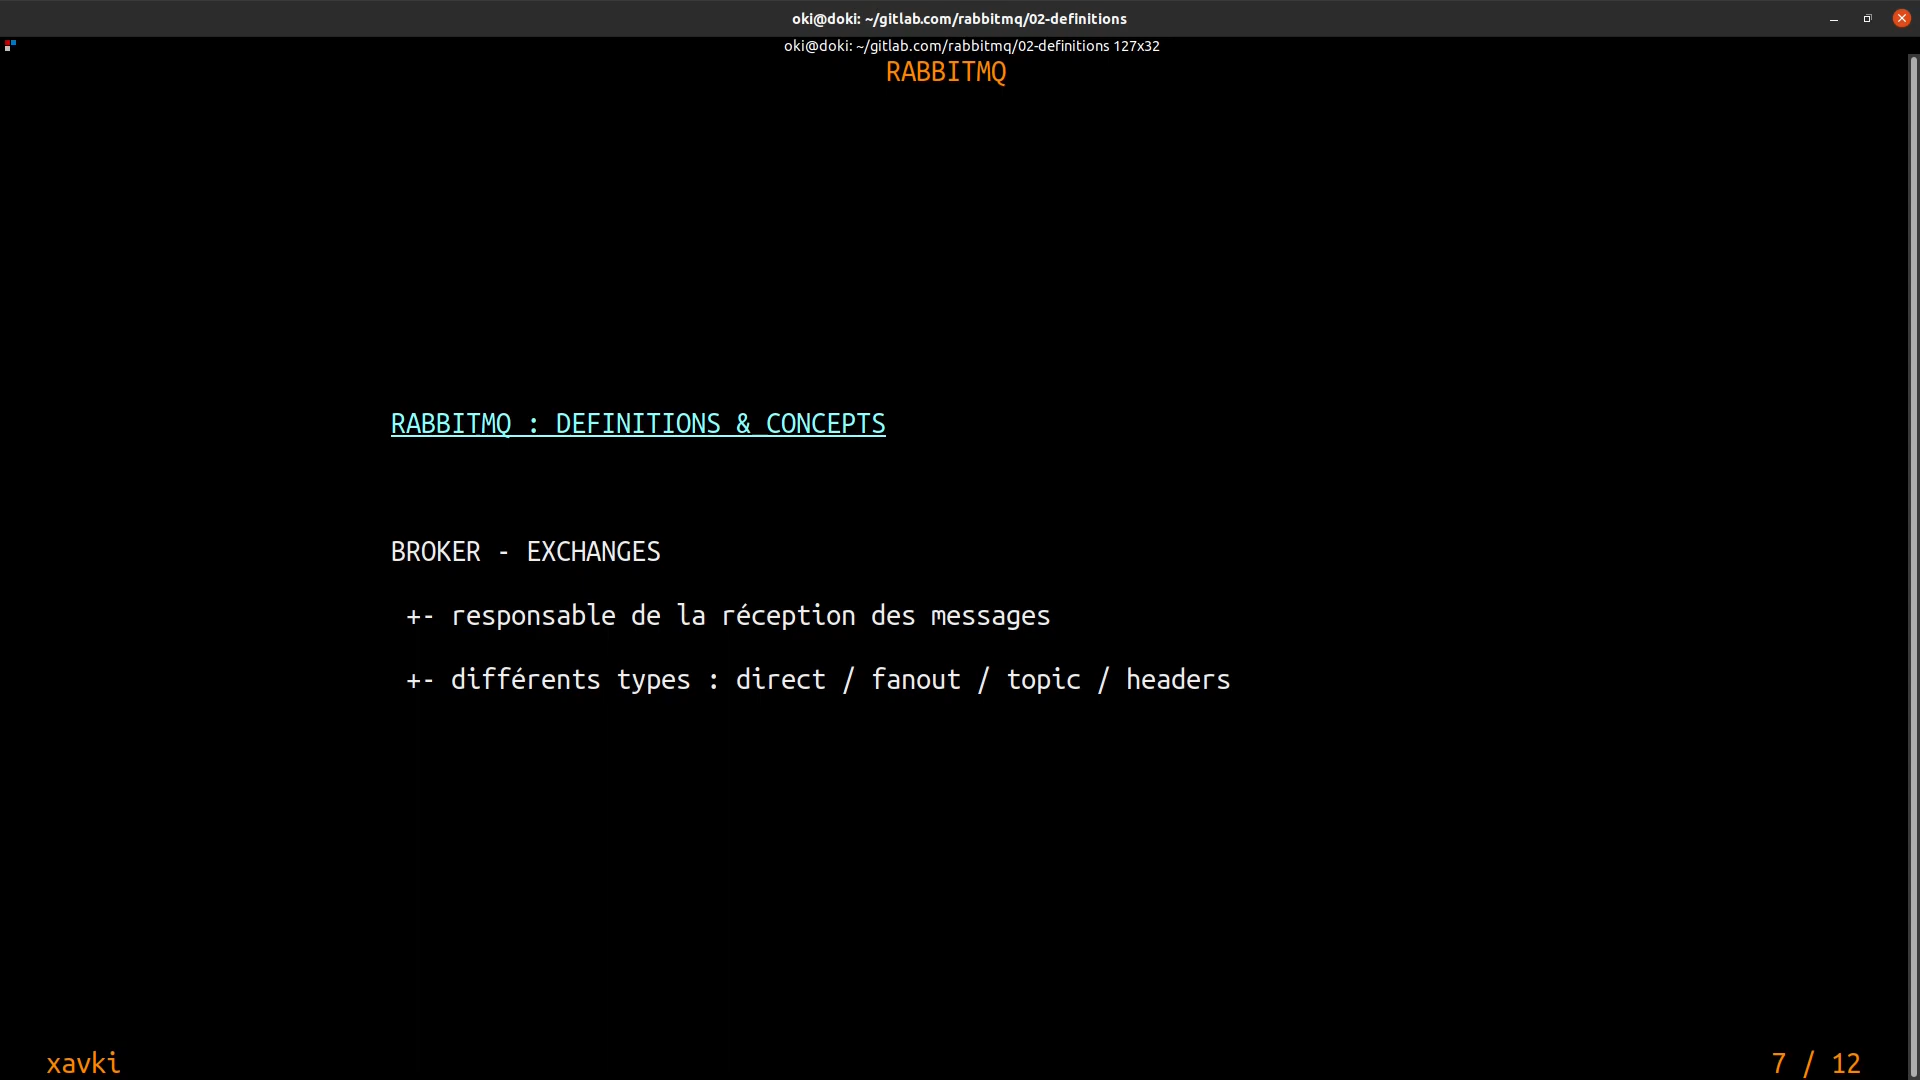 oki@doki: ~/gitlab.com/rabbitmq/02-definitions
oki@doki: ~/gitlab.com/rabbitmq/02-definitions 127x32
RABBITMQ
RABBITMQ : DEFINITIONS & CONCEPTS
BROKER - EXCHANGES
+- responsable de la réception des messages
+- différents types : direct / fanout / topic / headers
xavki
7 / 12